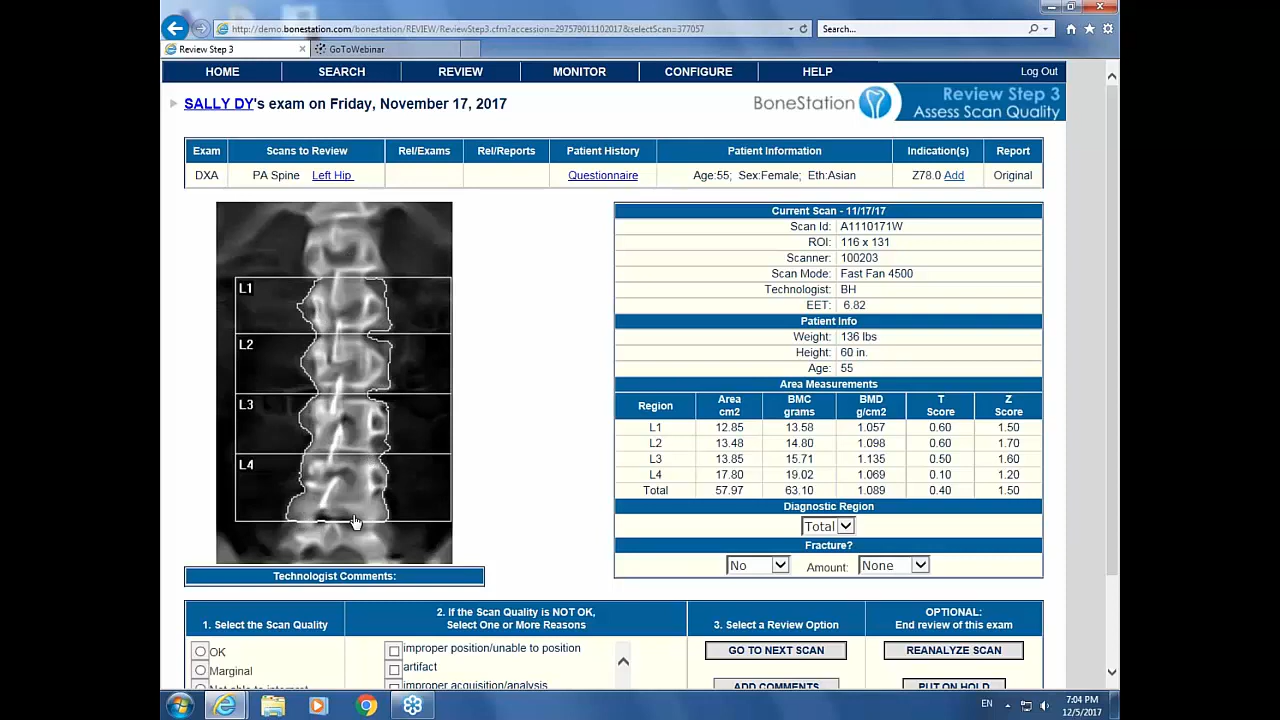 http://demo.bonestation.com/bonestation/REVIEW/ReviewStep3.cfm?accession=297579011102017&selectScan=377057
Search...
Review Step 3
GoToWebinar
HOME SEARCH REVIEW MONITOR CONFIGURE HELP Log Out
SALLY DY's exam on Friday, November 17, 2017
BoneStation
Review Step 3
Assess Scan Quality
Exam Scans to Review Rel/Exams Rel/Reports Patient History Patient Information Indication(s) Report
DXA PA Spine Left Hip Questionnaire Age:55; Sex:Female; Eth:Asian Z78.0 Add Original
L1
L2
L3
L4
Technologist Comments:
Current Scan - 11/17/17
Scan Id: A1110171W
ROI: 116 x 131
Scanner: 100203
Scan Mode: Fast Fan 4500
Technologist: BH
EET: 6.82
Patient Info
Weight: 136 lbs
Height: 60 in.
Age: 55
Area Measurements
Region Area cm2 BMC grams BMD g/cm2 T Score Z Score
L1 12.85 13.58 1.057 0.60 1.50
L2 13.48 14.80 1.098 0.60 1.70
L3 13.85 15.71 1.135 0.50 1.60
L4 17.80 19.02 1.069 0.10 1.20
Total 57.97 63.10 1.089 0.40 1.50
Diagnostic Region
Total
Fracture?
No Amount: None
1. Select the Scan Quality
OK
Marginal
Not able to interpret
2. If the Scan Quality is NOT OK,
Select One or More Reasons
improper position/unable to position
artifact
improper acquisition/analysis
3. Select a Review Option
GO TO NEXT SCAN
ADD COMMENTS
OPTIONAL:
End review of this exam
REANALYZE SCAN
PUT ON HOLD
EN
7:04 PM
12/5/2017